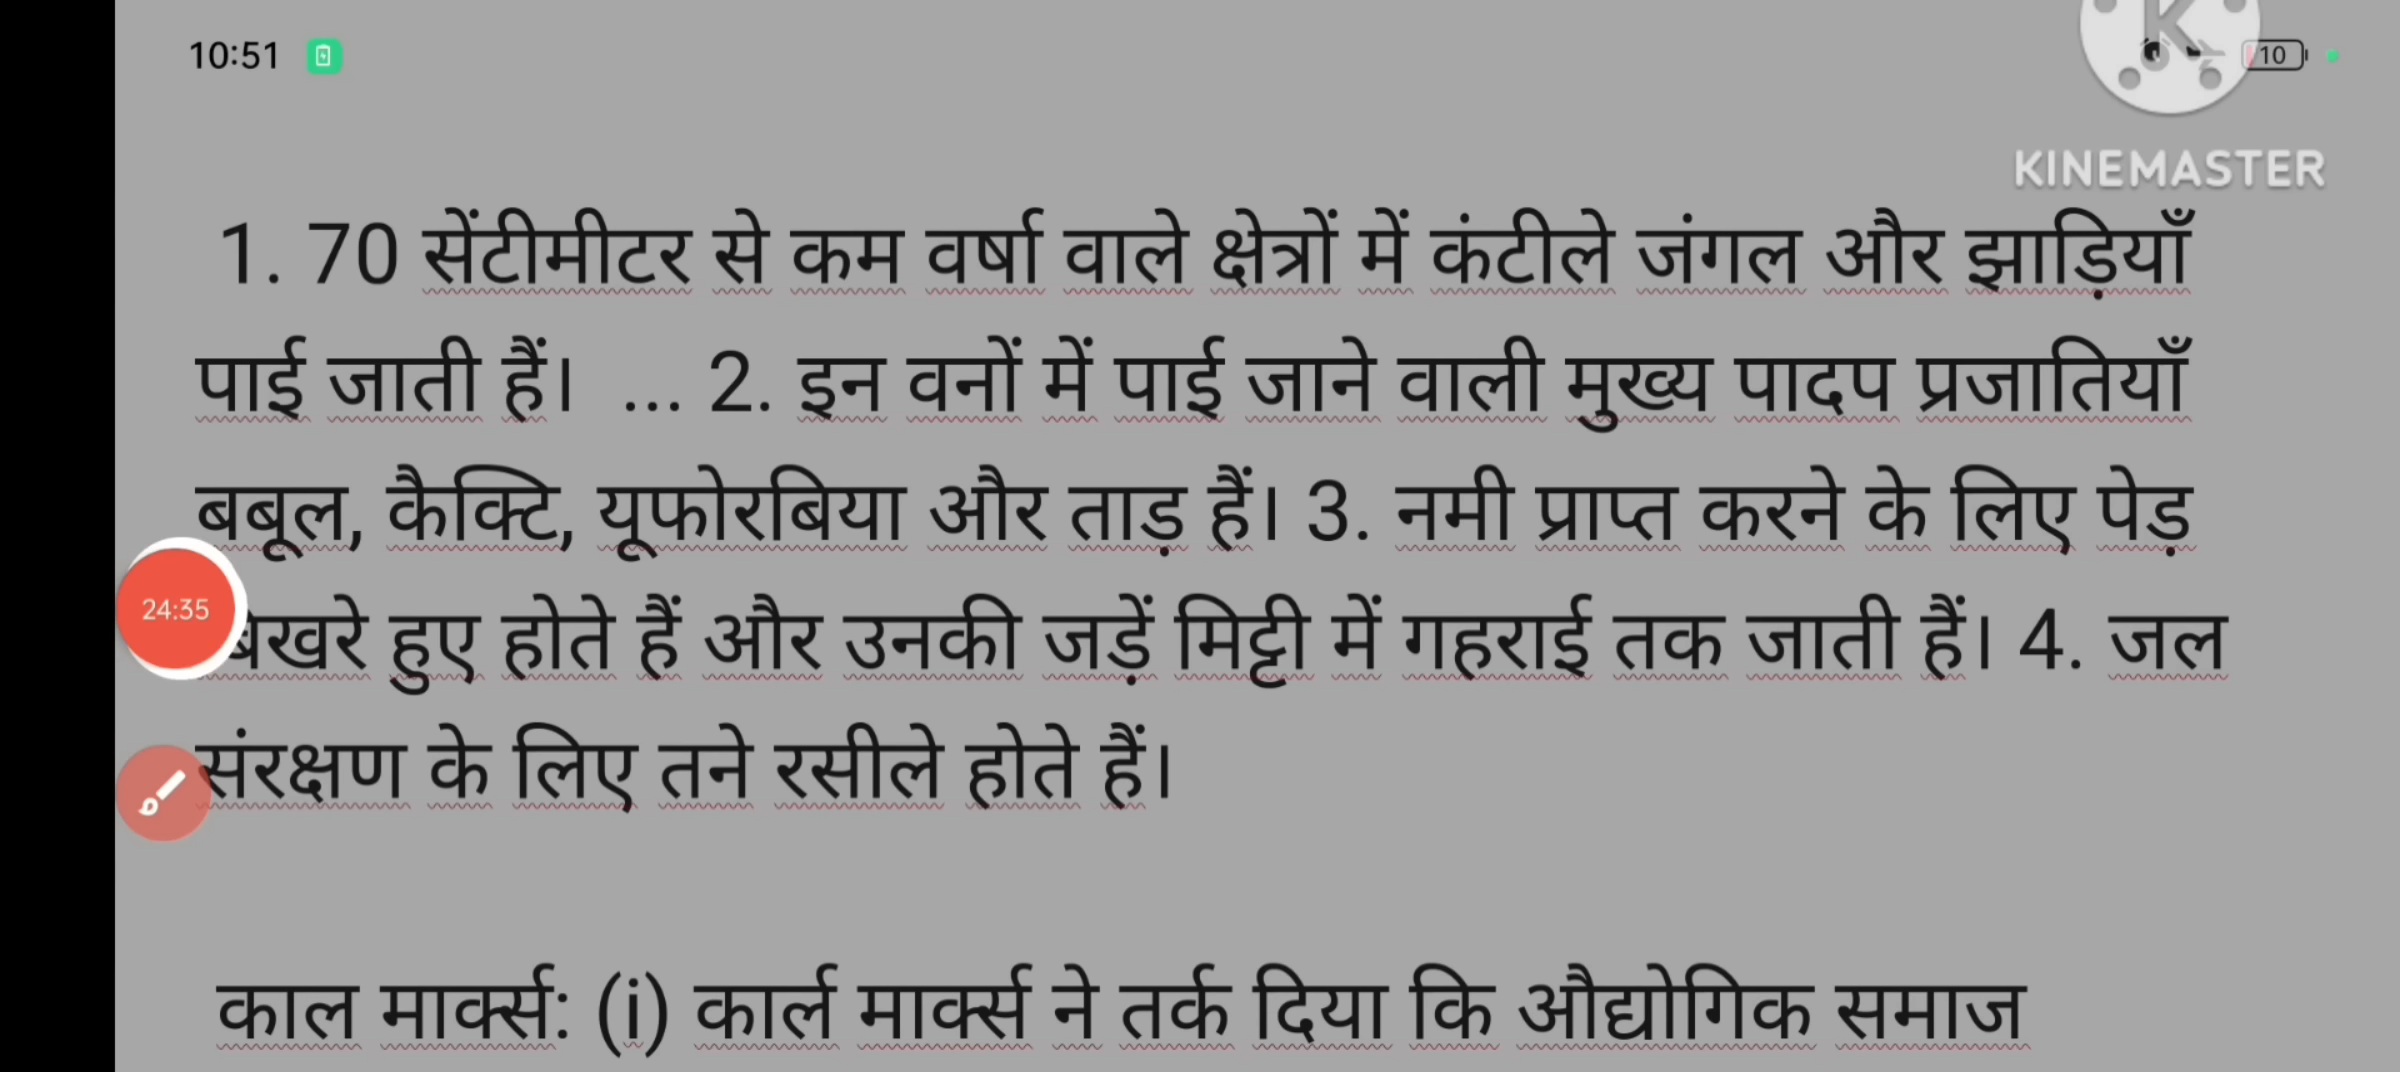 10:51
10
KINEMASTER
1. 70 सेंटीमीटर से कम वर्षा वाले क्षेत्रों में कंटीले जंगल और झाड़ियाँ
पाई जाती हैं। ... 2. इन वनों में पाई जाने वाली मुख्य पादप प्रजातियाँ
बबूल, कैक्टि, यूफोरबिया और ताड़ हैं। 3. नमी प्राप्त करने के लिए पेड़
24:35
हुए होते हैं और उनकी जड़ें मिट्टी में गहराई तक जाती हैं। 4. जल
संरक्षण के लिए तने रसीले होते हैं।
काल मार्क्स: (i) कार्ल मार्क्स ने तर्क दिया कि औद्योगिक समाज